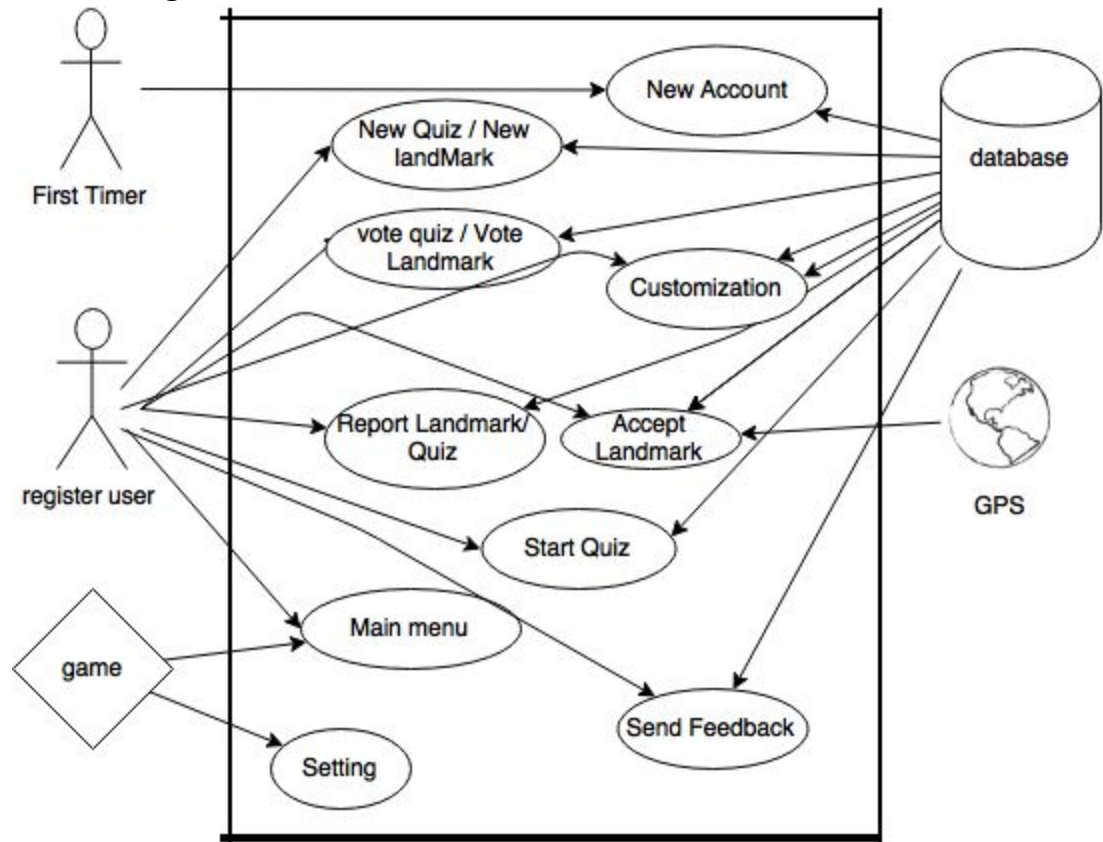 New Account
New Quiz / New
landMark
database
First Timer
vote quiz / Vote
Landmark
Customization
Report Landmark/
Quiz
Accept
Landmark
register user
GPS
Start Quiz
Main menu
game
Send Feedback
Setting